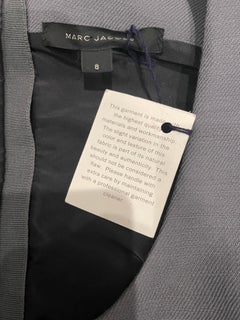 MARC JACOBS
8
This garment is made of
the highest quality
materials and workmanship.
The slight variation in the
color and texture of this
fabric is part of its natural
beauty and authenticity. This
should not be considered a
flaw. Please handle with
extra care by maintaining
with a professional garment
cleaner